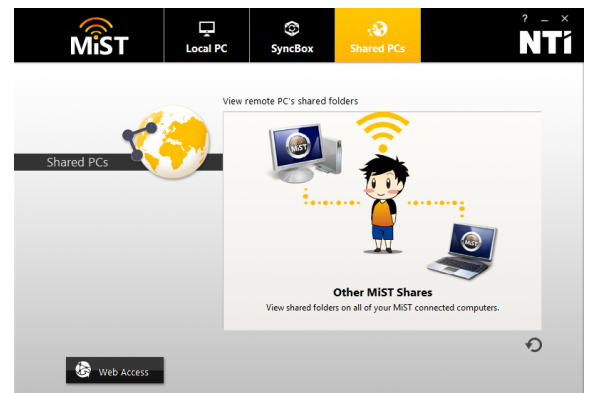 ? _ ×
MiST
Local PC
SyncBox
Shared PCs
NTi
View remote PC's shared folders
MiST
Shared PCs
MiST
Other MiST Shares
View shared folders on all of your MiST connected computers.
Web Access